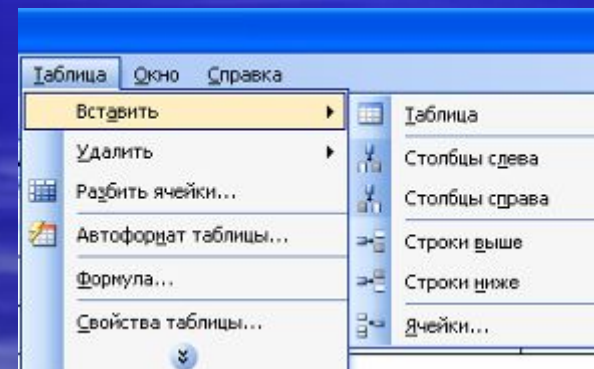 Таблица Окно Справка
Вставить
Удалить
Разбить ячейки...
Автоформат таблицы...
Формула...
Свойства таблицы...
Таблица
Столбцы слева
Столбцы справа
Строки выше
Строки ниже
Ячейки...